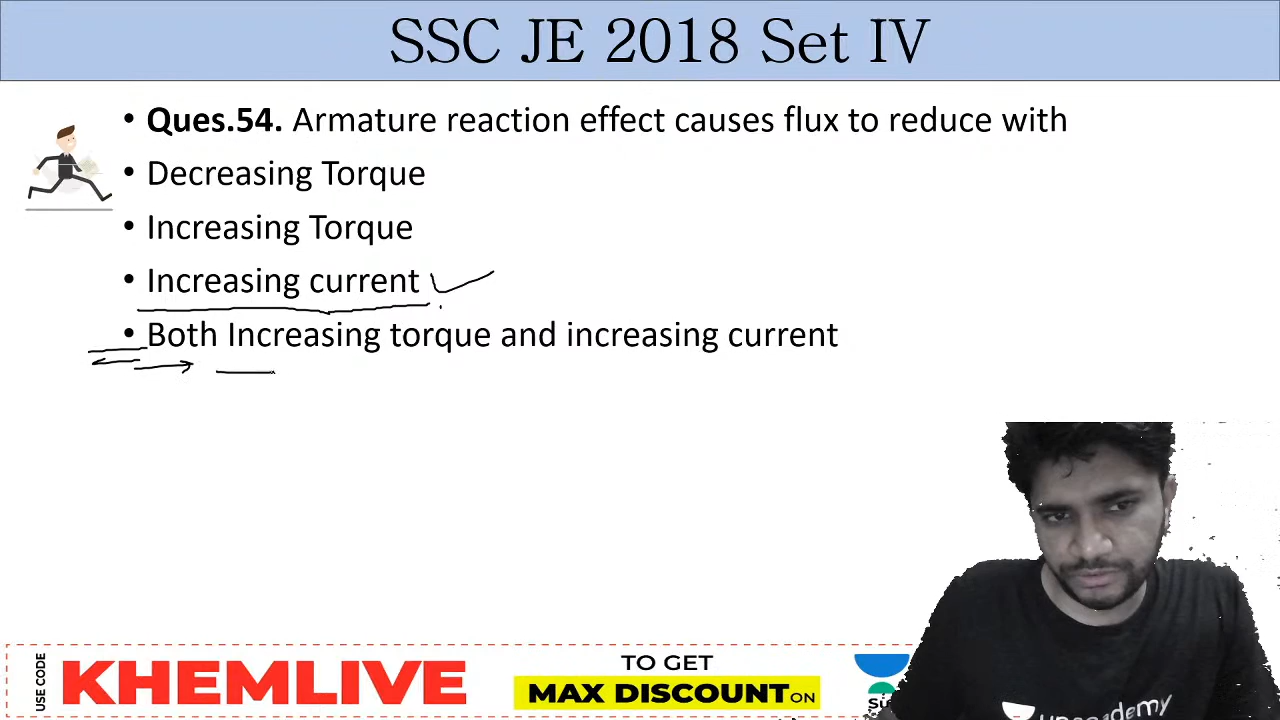 SSC JE 2018 Set IV
• Ques.54. Armature reaction effect causes flux to reduce with
• Decreasing Torque
• Increasing Torque
• Increasing current
• Both Increasing torque and increasing current
USE CODE
KHEMLIVE
TO GET
MAX DISCOUNT ON